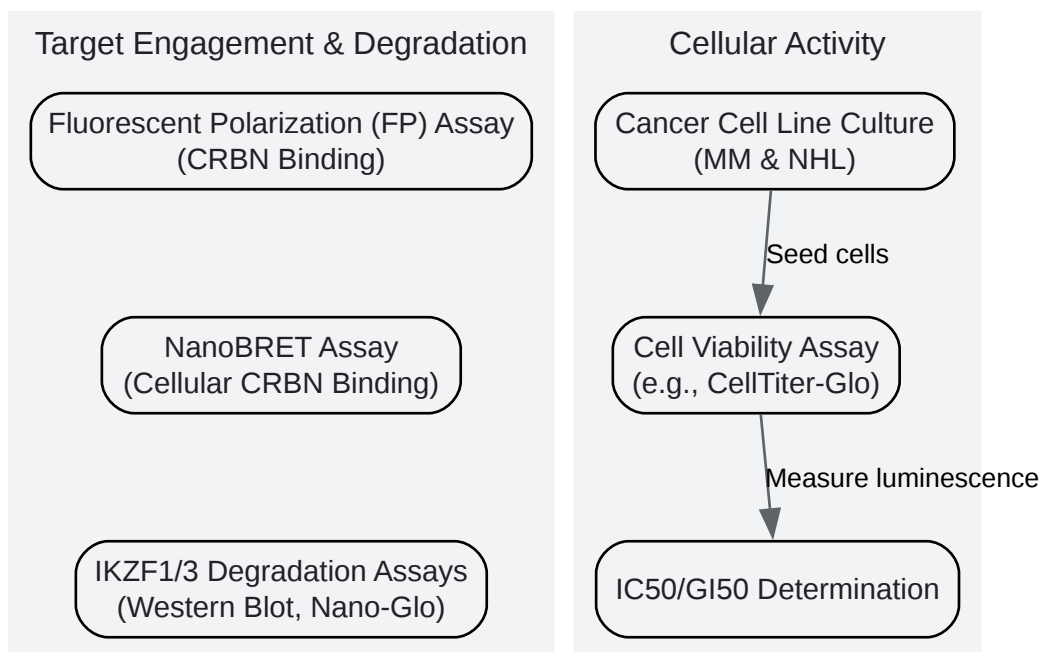 Target Engagement & Degradation
Fluorescent Polarization (FP) Assay
(CRBN Binding)
NanoBRET Assay
(Cellular CRBN Binding)
IKZF1/3 Degradation Assays
(Western Blot, Nano-Glo)
Cellular Activity
Cancer Cell Line Culture
(MM & NHL)
Seed cells
Cell Viability Assay
(e.g., CellTiter-Glo)
Measure luminescence
IC50/GI50 Determination